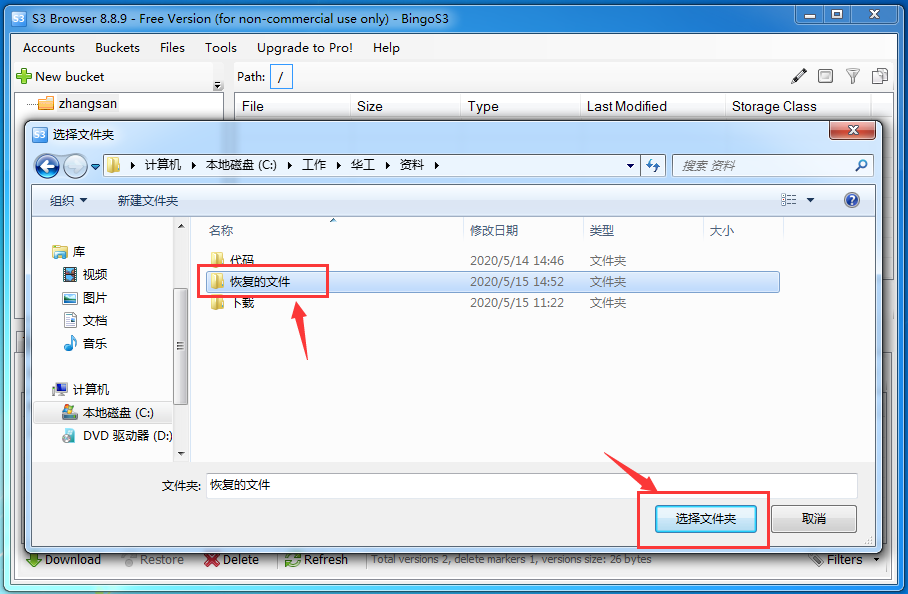 S3 Browser 8.8.9 - Free Version (for non-commercial use only) - BingoS3
Accounts Buckets Files Tools Upgrade to Pro! Help
New bucket Path: /
zhangsan File Size Type Last Modified Storage Class
选择文件夹
计算机 本地磁盘 (C:) 工作 华工 资料 搜索 资料
组织 新建文件夹
名称 修改日期 类型 大小
库 代码 2020/5/14 14:46 文件夹
视频 恢复的文件 2020/5/15 14:52 文件夹
图片 下载 2020/5/15 11:22 文件夹
文档
音乐
计算机
本地磁盘 (C:)
DVD 驱动器 (D:)
文件夹: 恢复的文件
选择文件夹 取消
Download Restore Delete Refresh Total versions 2, delete markers 1, versions size: 26 bytes Filters